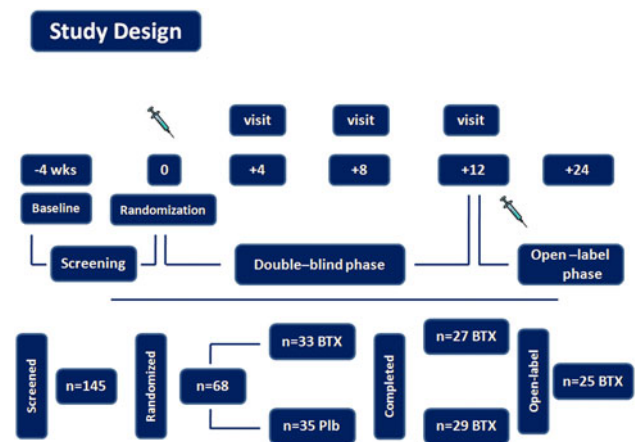 Study Design
visit
visit
visit
-4 wks
0
+4
+8
+12
+24
Baseline
Randomization
Screening
Double-blind phase
Open -label
phase
Screened
n=145
Randomized
n=68
n=33 BTX
n=35 Plb
Completed
n=27 BTX
n=29 BTX
Open-label
n=25 BTX